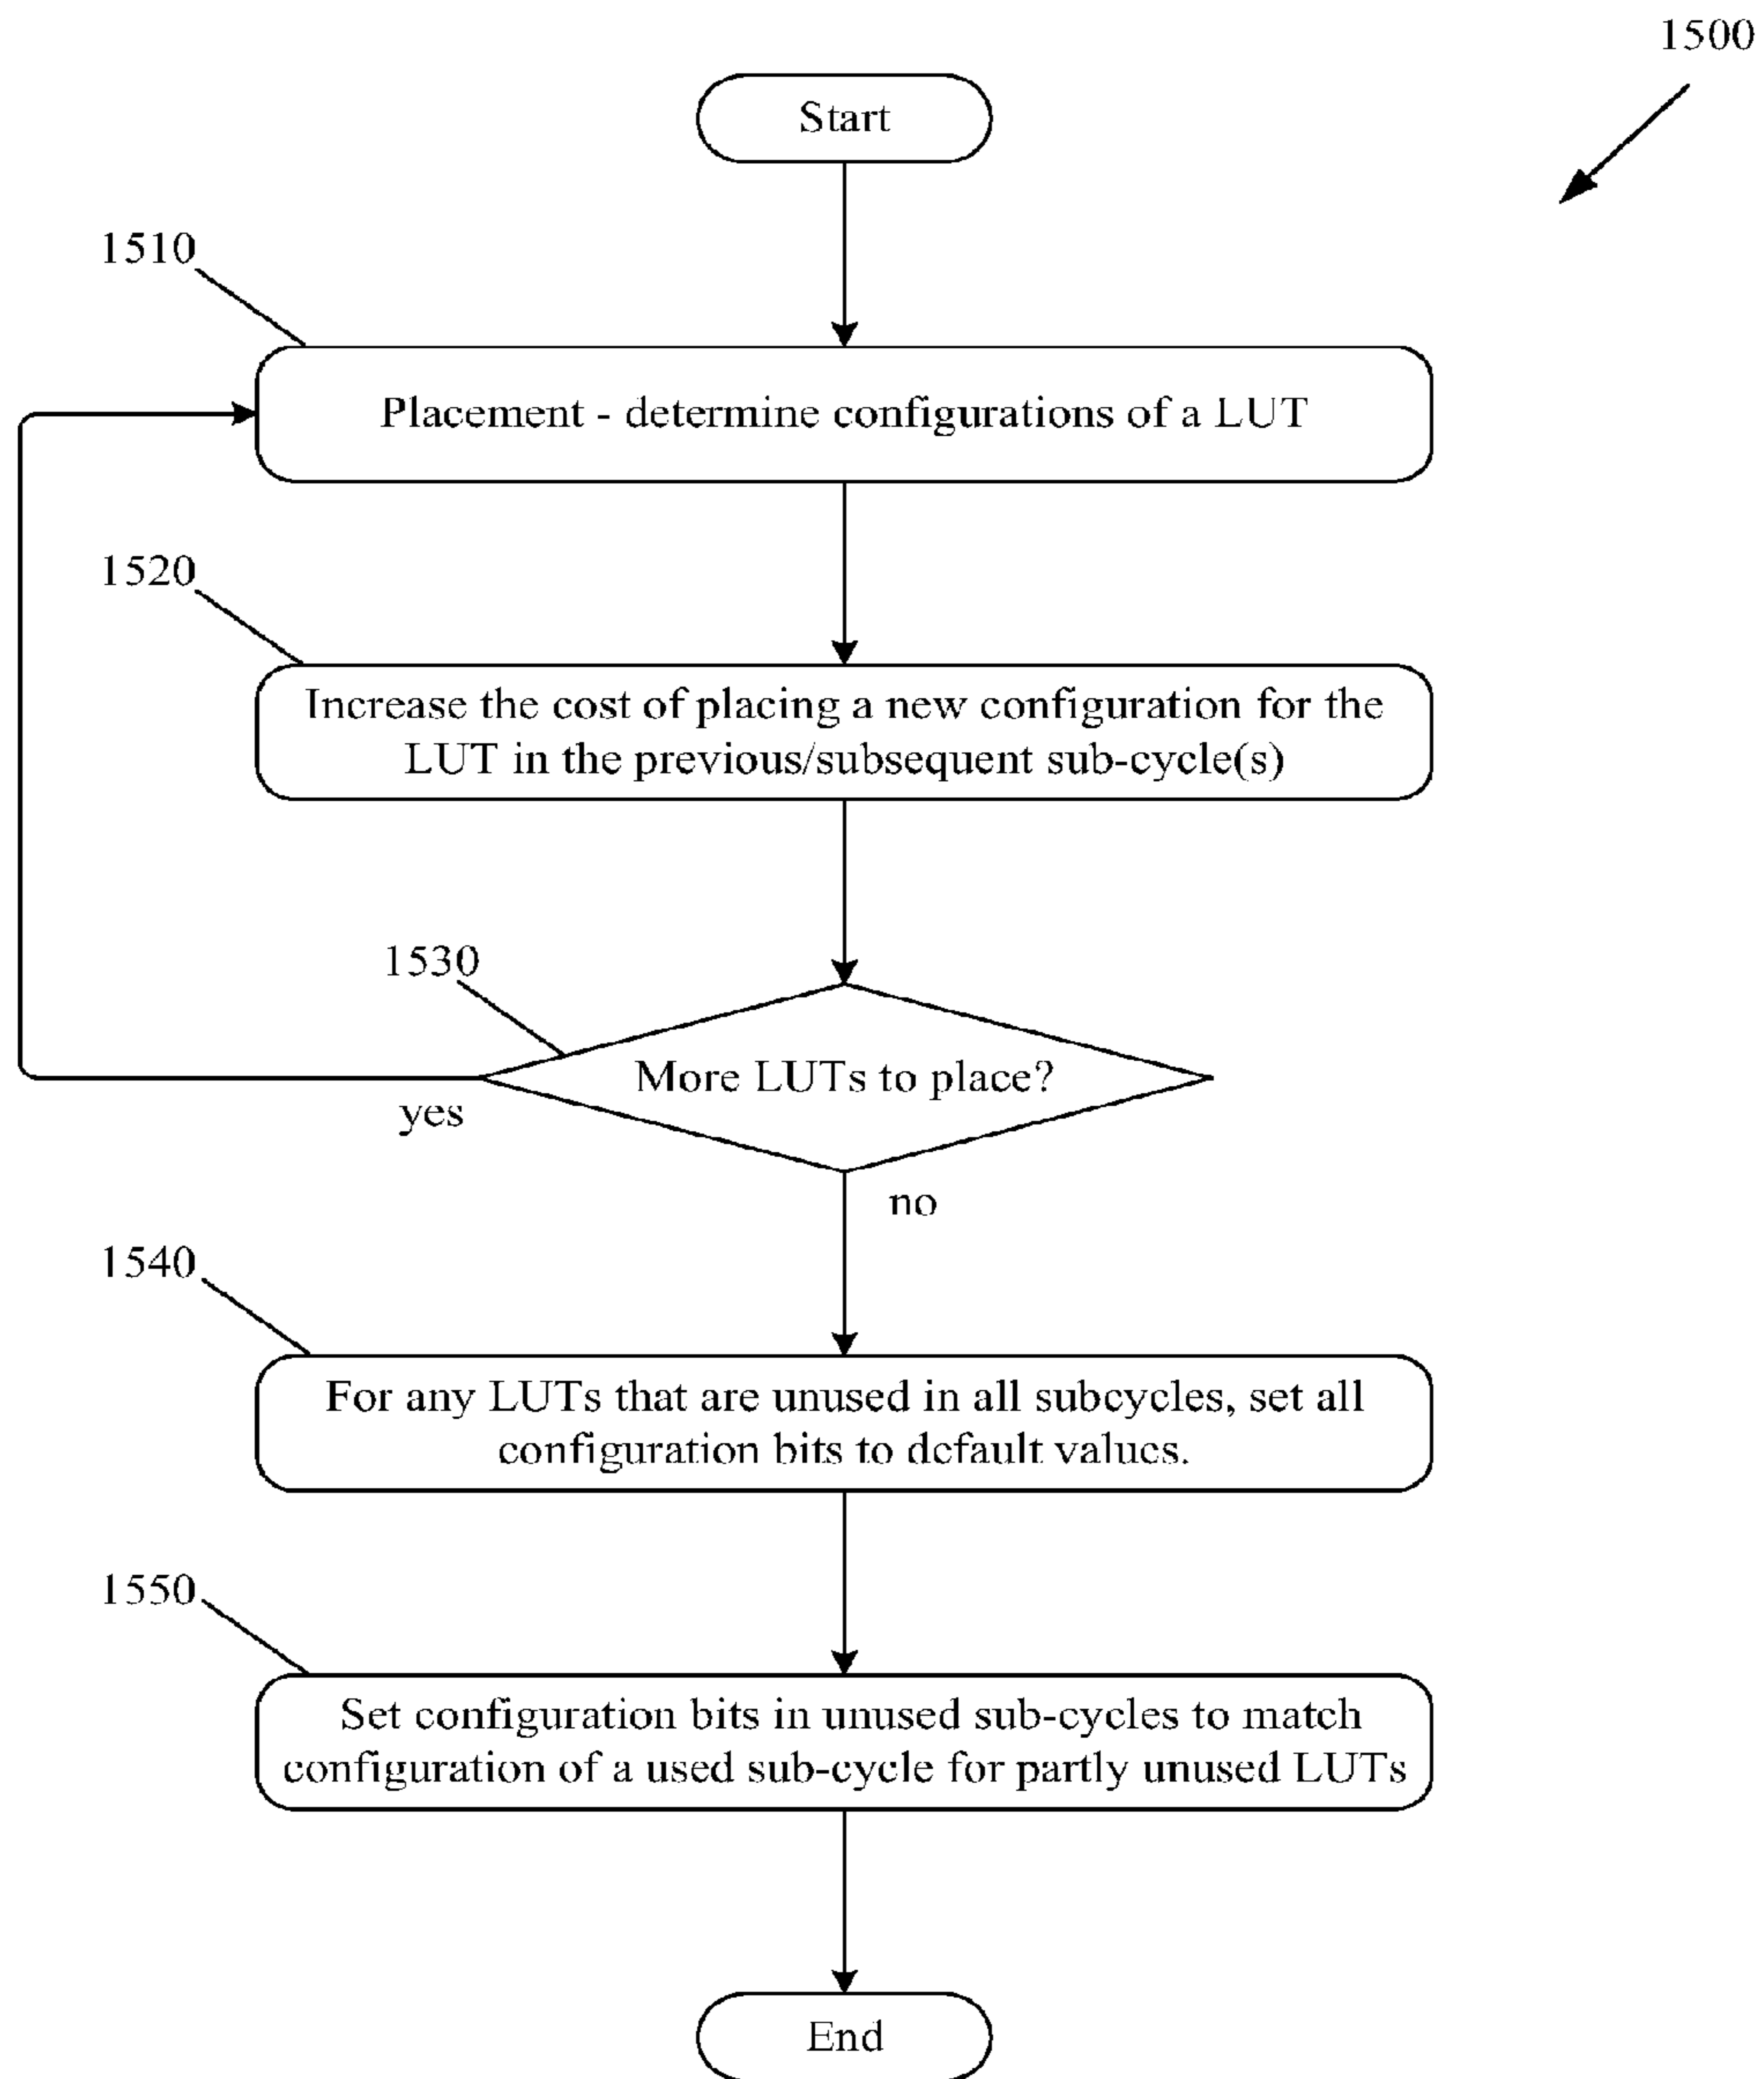 1500
Start
1510
Placement - determine configurations of a LUT
1520
Increase the cost of placing a new configuration for the
LUT in the previous/subsequent sub-cycle(s)
1530
More LUTs to place?
yes
no
1540
For any LUTs that are unused in all subcycles, set all
configuration bits to default values.
1550
Set configuration bits in unused sub-cycles to match
configuration of a used sub-cycle for partly unused LUTs
End